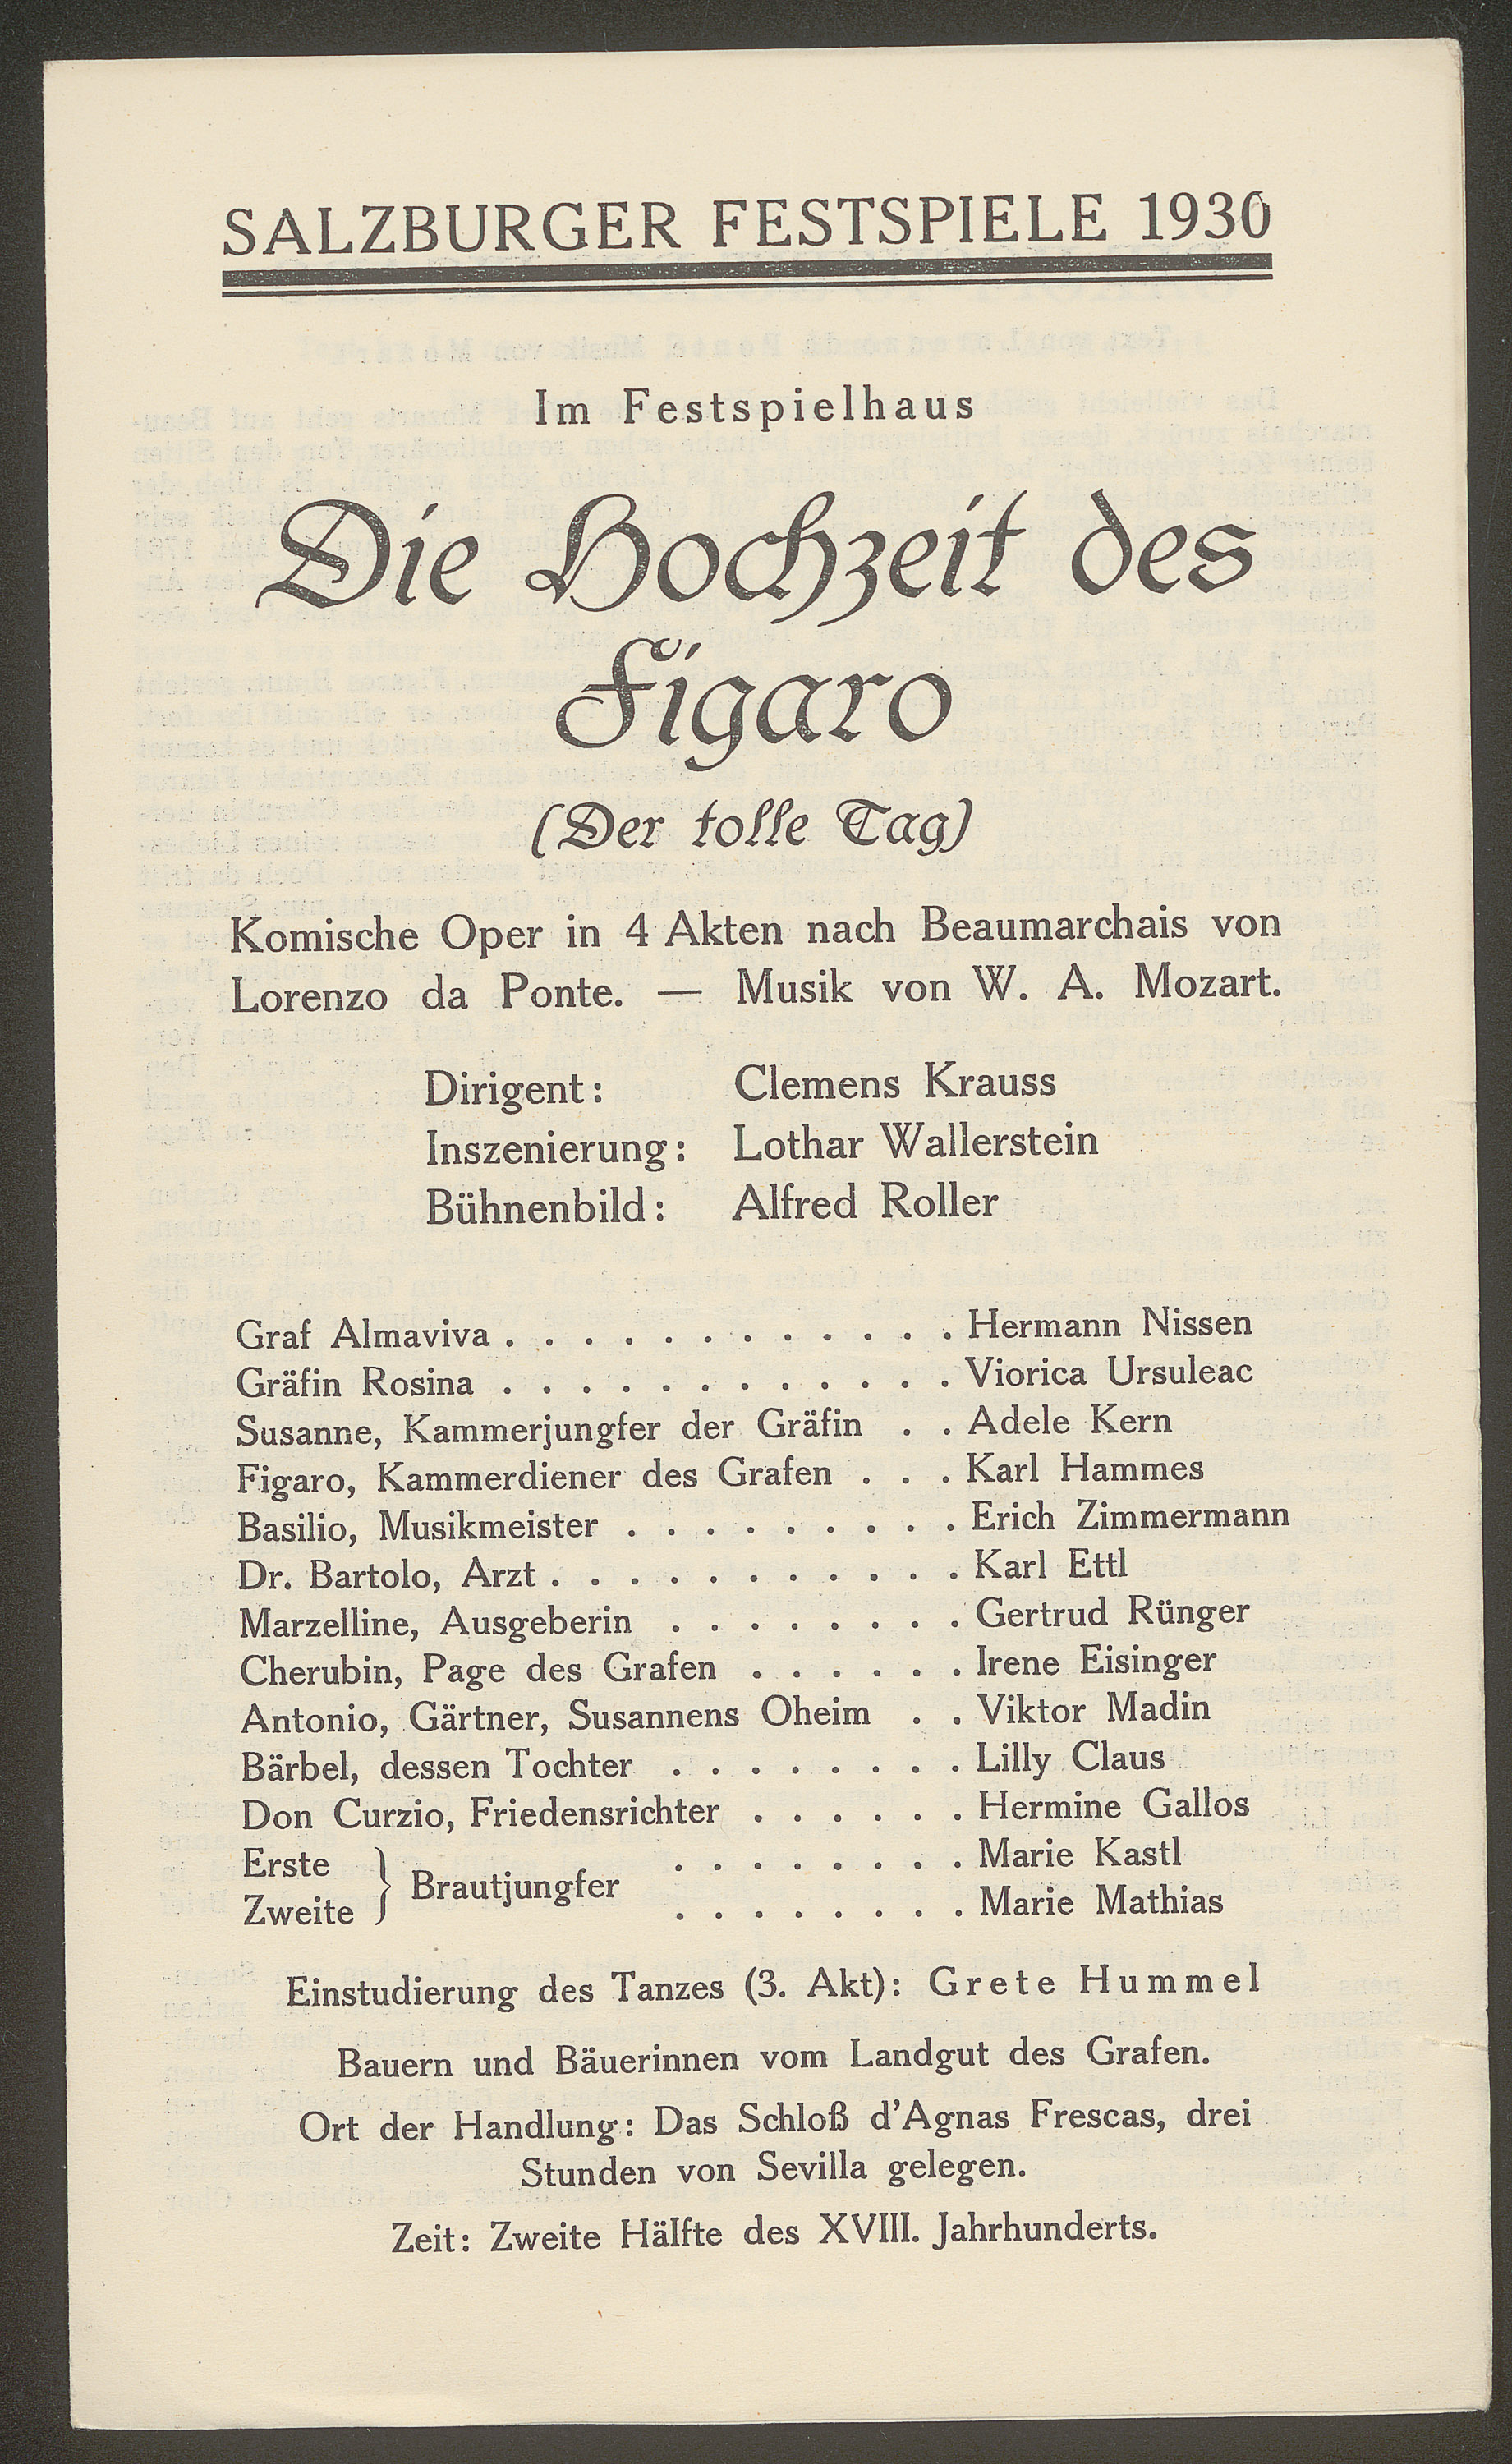 SALZBURGER FESTSPIELE 1930
Im Festspielhaus
Die Hochzeit des
Figaro
(Der tolle Tag)
Komische Oper in 4 Akten nach Beaumarchais von
Lorenzo da Ponte. — Musik von W. A. Mozart.
Dirigent: Clemens Krauss
Inszenierung: Lothar Wallerstein
Bühnenbild: Alfred Roller
Graf Almaviva . . . . . . . . . . . . Hermann Nissen
Gräfin Rosina . . . . . . . . . . . . Viorica Ursuleac
Susanne, Kammerjungfer der Gräfin . . Adele Kern
Figaro, Kammerdiener des Grafen . . . Karl Hammes
Basilio, Musikmeister . . . . . . . . . Erich Zimmermann
Dr. Bartolo, Arzt . . . . . . . . . . . Karl Ettl
Marzelline, Ausgeberin . . . . . . . . Gertrud Rünger
Cherubin, Page des Grafen . . . . . . Irene Eisinger
Antonio, Gärtner, Susannens Oheim . . Viktor Madin
Bärbel, dessen Tochter . . . . . . . . Lilly Claus
Don Curzio, Friedensrichter . . . . . . Hermine Gallos
Erste } Brautjungfer . . . . . . . . Marie Kastl
Zweite . . . . . . . . Marie Mathias
Einstudierung des Tanzes (3. Akt): Grete Hummel
Bauern und Bäuerinnen vom Landgut des Grafen.
Ort der Handlung: Das Schloß d'Agnas Frescas, drei
Stunden von Sevilla gelegen.
Zeit: Zweite Hälfte des XVIII. Jahrhunderts.